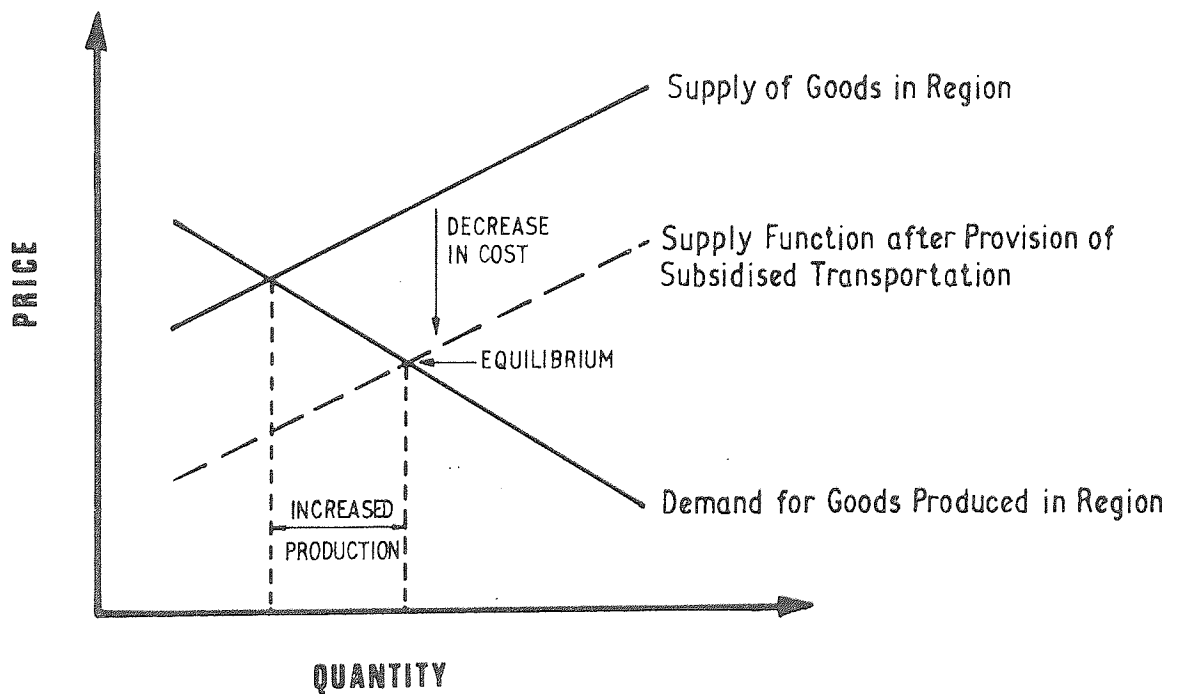 Supply of Goods in Region
DECREASE
IN COST
Supply Function after Provision of
Subsidised Transportation
PRICE
EQUILIBRIUM
Demand for Goods Produced in Region
INCREASED
PRODUCTION
QUANTITY